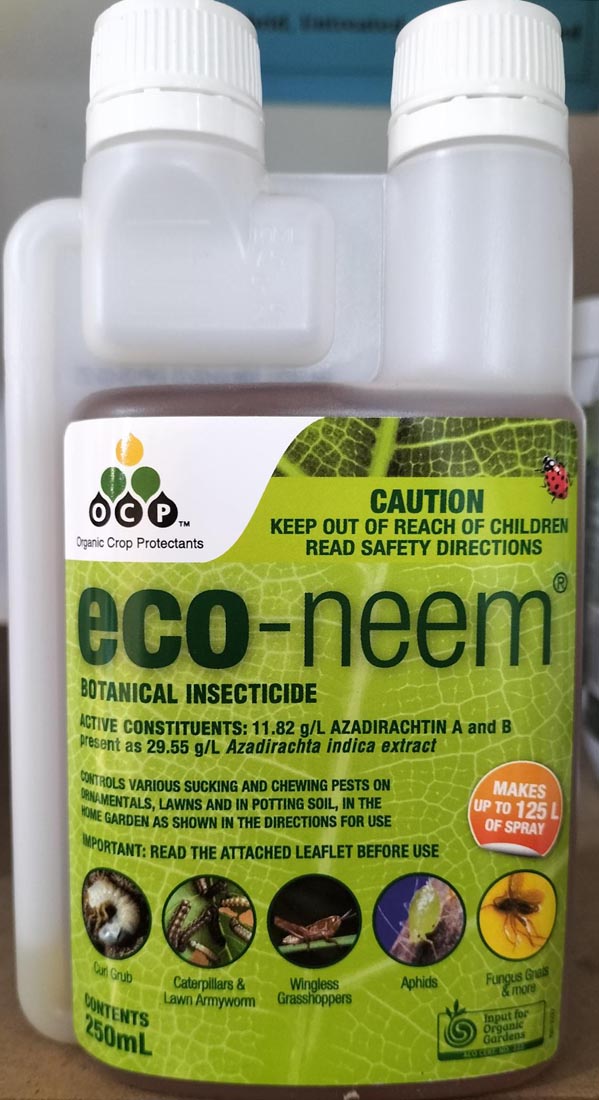 OCP™
Organic Crop Protectants
CAUTION
KEEP OUT OF REACH OF CHILDREN
READ SAFETY DIRECTIONS
eco-neem®
BOTANICAL INSECTICIDE
ACTIVE CONSTITUENTS: 11.82 g/L AZADIRACHTIN A and B
present as 29.55 g/L Azadirachta indica extract
CONTROLS VARIOUS SUCKING AND CHEWING PESTS ON
ORNAMENTALS, LAWNS AND IN POTTING SOIL, IN THE
HOME GARDEN AS SHOWN IN THE DIRECTIONS FOR USE
IMPORTANT: READ THE ATTACHED LEAFLET BEFORE USE
MAKES
UP TO 125 L
OF SPRAY
Curl Grub
Caterpillars &
Lawn Armyworm
Wingless
Grasshoppers
Aphids
Fungus Gnats
& more
CONTENTS
250mL
Input for
Organic
Gardens
ACO CERT. NO.